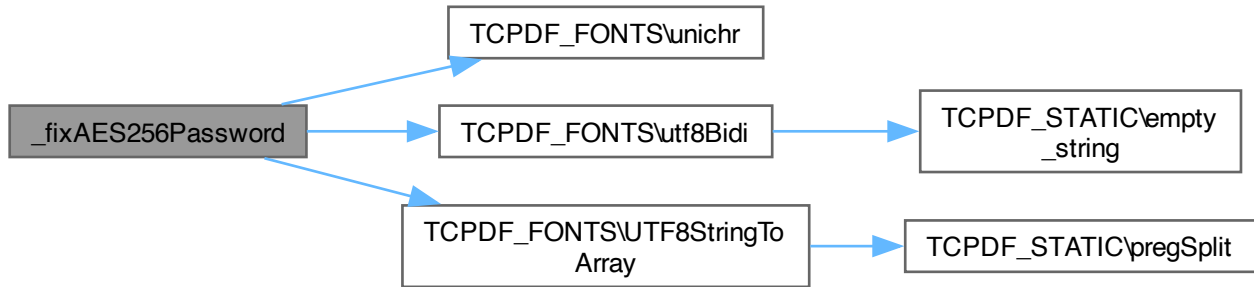 TCPDF_FONTS\unichr
_fixAES256Password
TCPDF_FONTS\utf8Bidi
TCPDF_STATIC\empty
_string
TCPDF_FONTS\UTF8StringTo
Array
TCPDF_STATIC\pregSplit